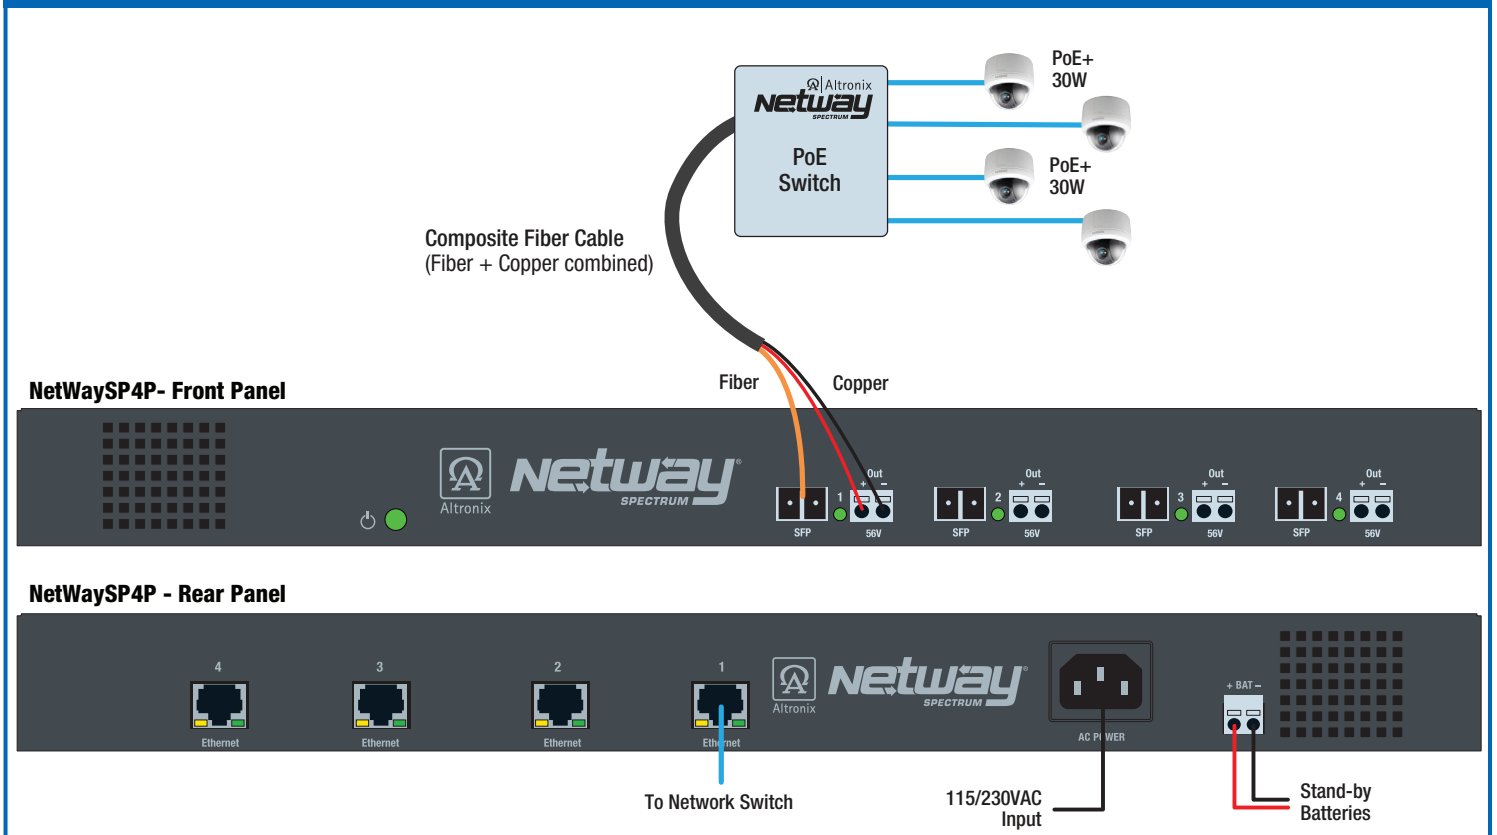 Altronix
Netway
SPECTRUM
PoE
Switch
PoE+
30W
PoE+
30W
Composite Fiber Cable
(Fiber + Copper combined)
Fiber
Copper
NetWaySP4P- Front Panel
Altronix
Netway®
SPECTRUM
SFP
1
Out
+ −
56V
SFP
2
Out
+ −
56V
SFP
3
Out
+ −
56V
SFP
4
Out
+ −
56V
NetWaySP4P - Rear Panel
4
Ethernet
3
Ethernet
2
Ethernet
1
Ethernet
Altronix
Netway®
SPECTRUM
AC POWER
+ BAT −
To Network Switch
115/230VAC
Input
Stand-by
Batteries